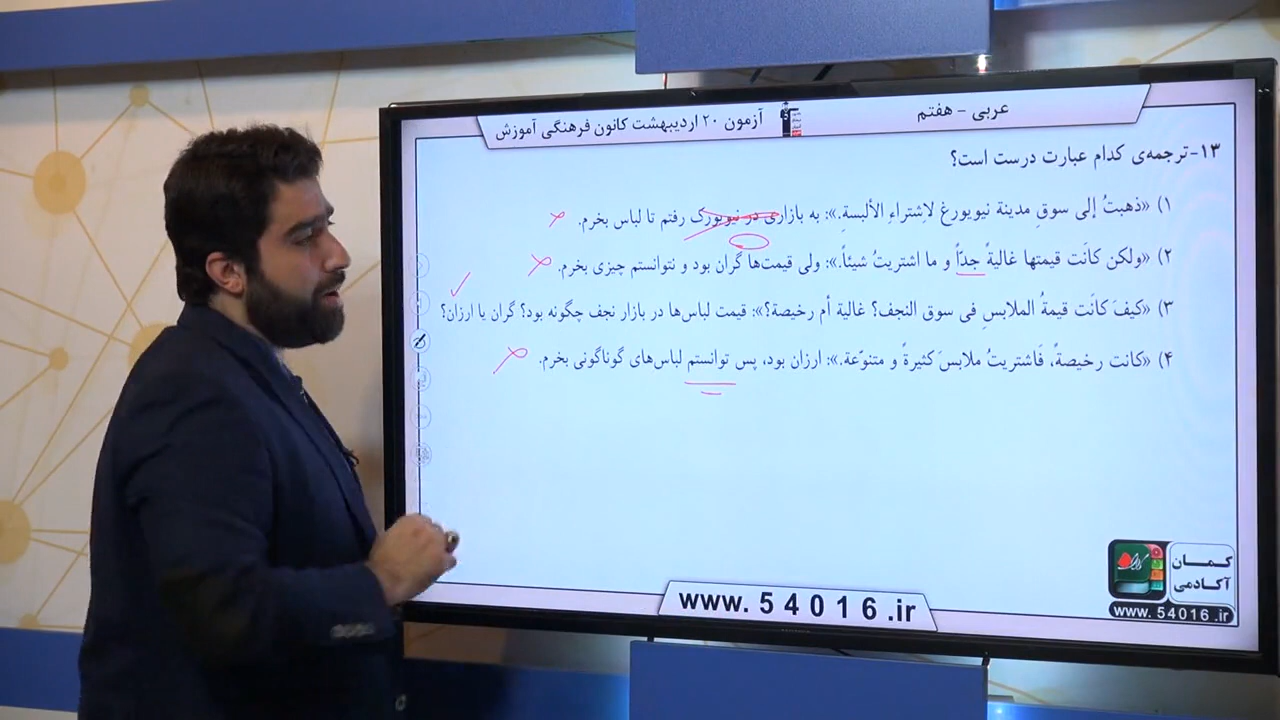 عربی - هفتم
آزمون ۲۰ اردیبهشت کانون فرهنگی آموزش
۱۳-ترجمه‌ی کدام عبارت درست است؟
۱) «ذهبتُ إلی سوقِ مدینة نیویورغ لاِشتراءِ الألبسةِ.»: به بازاری در نیویورک رفتم تا لباس بخرم.
۲) «ولکن کانَت قیمتها غالیةً جدّاً و ما اشتریتُ شیئاً.»: ولی قیمت‌ها گران بود و نتوانستم چیزی بخرم.
۳) «کیفَ کانَت قیمةُ الملابسِ فی سوق النجف؟ غالیة أم رخیصة؟»: قیمت لباس‌ها در بازار نجف چگونه بود؟ گران یا ارزان؟
۴) «کانت رخیصةً، فَاشتریتُ ملابسَ کثیرةً و متنوّعة.»: ارزان بود، پس توانستم لباس‌های گوناگونی بخرم.
کمان
آکادمی
www. 54016 .ir
www. 54016 .ir